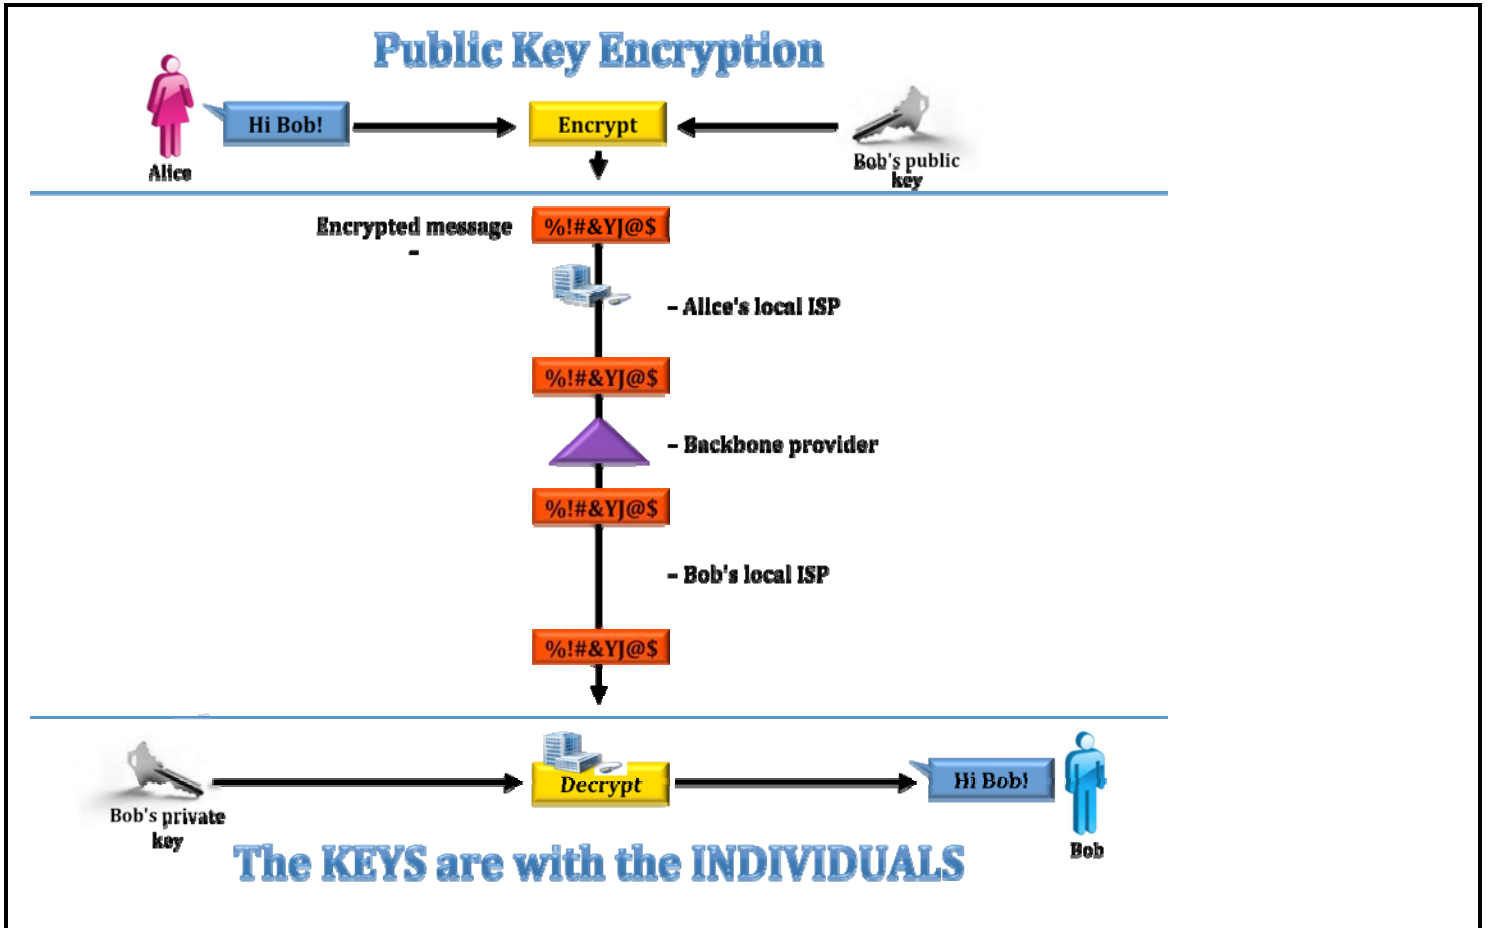 Public Key Encryption
Hi Bob!
Encrypt
Alice
Bob's public
key
Encrypted message
–
%!#&YJ@$
– Alice's local ISP
%!#&YJ@$
– Backbone provider
%!#&YJ@$
– Bob's local ISP
%!#&YJ@$
Decrypt
Hi Bob!
Bob's private
key
Bob
The KEYS are with the INDIVIDUALS